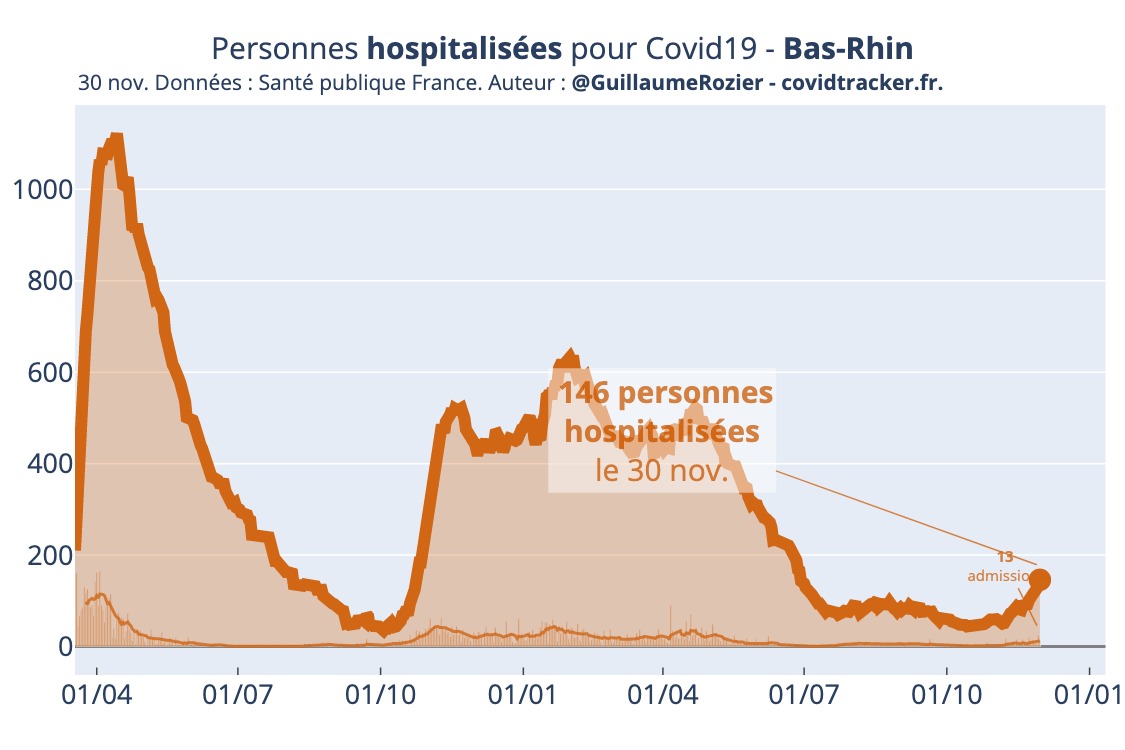 Personnes hospitalisées pour Covid19 - Bas-Rhin
30 nov. Données : Santé publique France. Auteur : @GuillaumeRozier - covidtracker.fr.
1000
800
600
400
200
0
146 personnes
hospitalisées
le 30 nov.
13
admissio
01/04 01/07 01/10 01/01 01/04 01/07 01/10 01/01